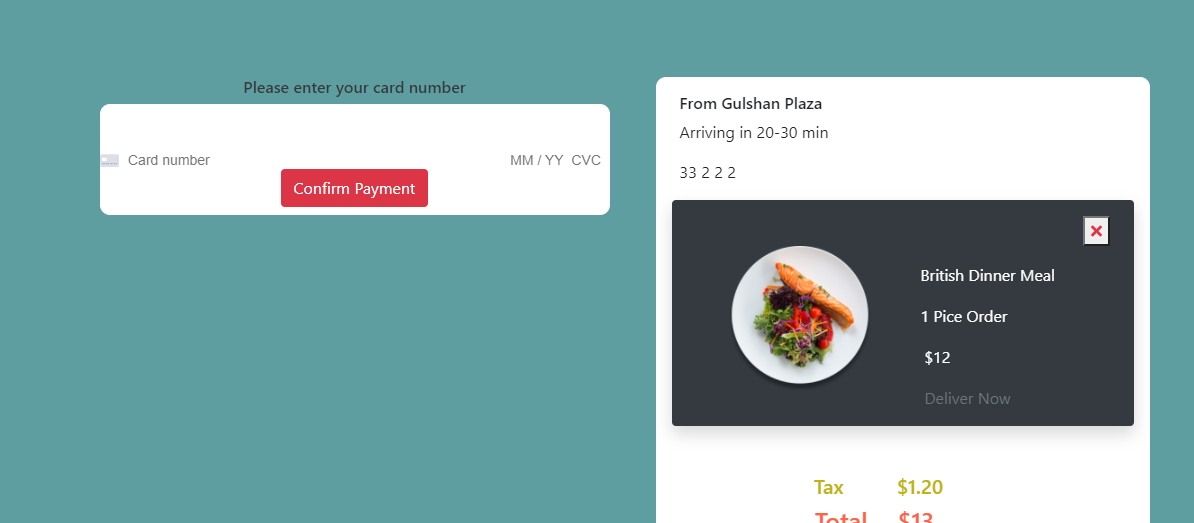 Please enter your card number
Card number MM / YY CVC
Confirm Payment
From Gulshan Plaza
Arriving in 20-30 min
33 2 2 2
British Dinner Meal
1 Pice Order
$12
Deliver Now
Tax $1.20
Total $13